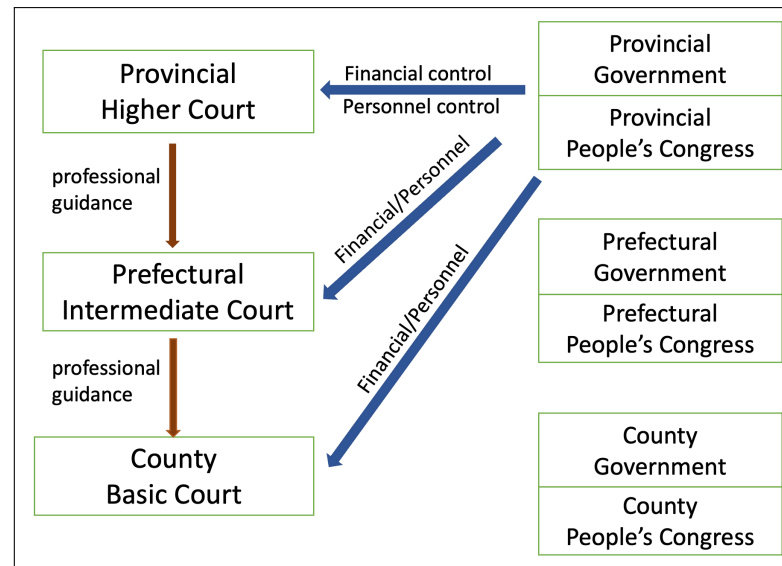 Provincial
Higher Court
Financial control
Personnel control
Provincial
Government
Provincial
People's Congress
professional
guidance
Financial/Personnel
Prefectural
Intermediate Court
Prefectural
Government
Prefectural
People's Congress
professional
guidance
Financial/Personnel
County
Basic Court
County
Government
County
People's Congress